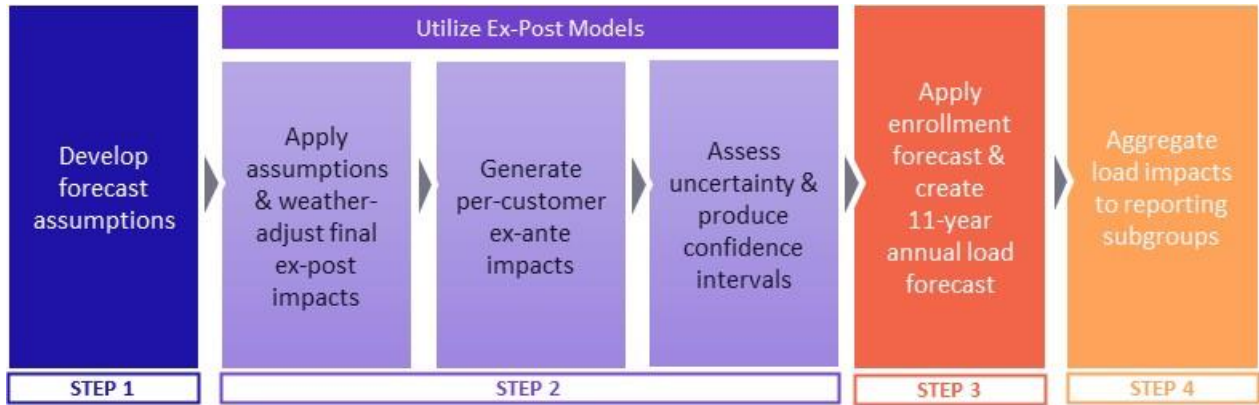 Utilize Ex-Post Models
Develop
forecast
assumptions
Apply
assumptions
& weather-
adjust final
ex-post
impacts
Generate
per-customer
ex-ante
impacts
Assess
uncertainty &
produce
confidence
intervals
Apply
enrollment
forecast &
create
11-year
annual load
forecast
Aggregate
load impacts
to reporting
subgroups
STEP 1
STEP 2
STEP 3
STEP 4